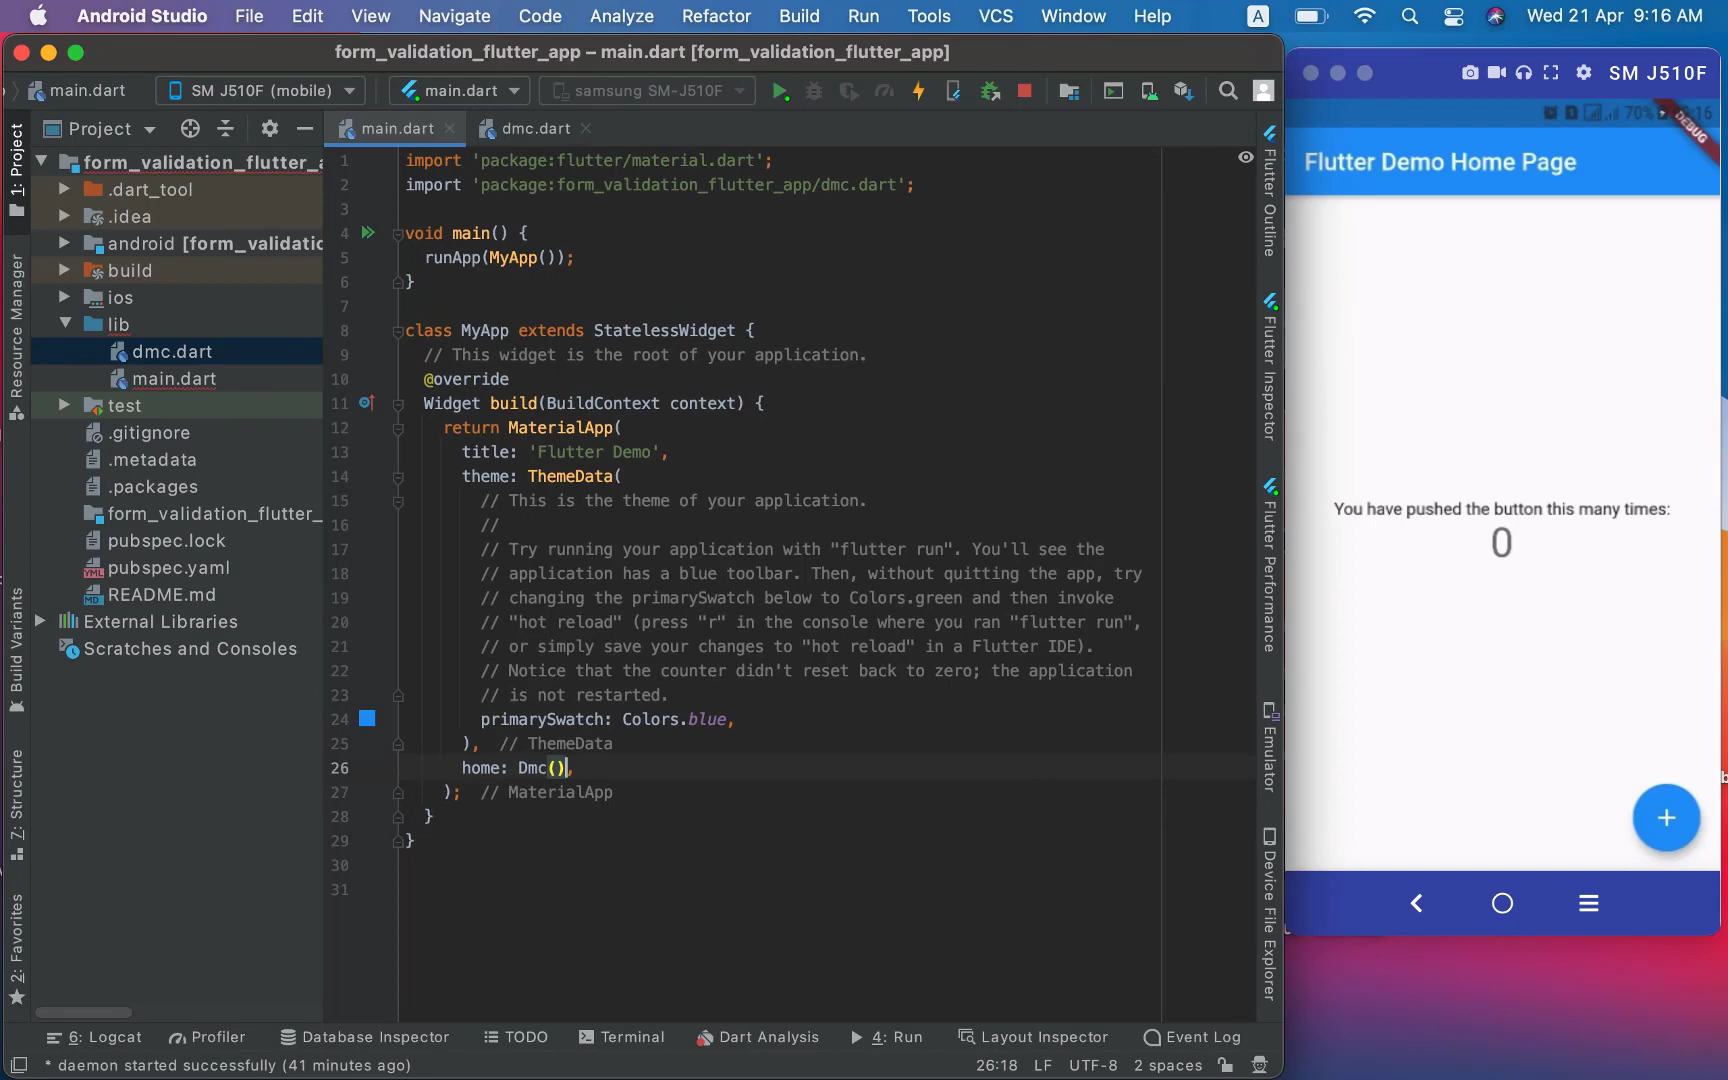 Android Studio File Edit View Navigate Code Analyze Refactor Build Run Tools VCS Window Help A Wed 21 Apr 9:16 AM
form_validation_flutter_app – main.dart [form_validation_flutter_app]
main.dart SM J510F (mobile) main.dart samsung SM-J510F
Project main.dart dmc.dart
1: Project
Resource Manager
Build Variants
7: Structure
2: Favorites
form_validation_flutter_a
.dart_tool
.idea
android [form_validatio
build
ios
lib
dmc.dart
main.dart
test
.gitignore
.metadata
.packages
form_validation_flutter_
pubspec.lock
pubspec.yaml
README.md
External Libraries
Scratches and Consoles
1 import 'package:flutter/material.dart';
2 import 'package:form_validation_flutter_app/dmc.dart';
3
4 void main() {
5 runApp(MyApp());
6 }
7
8 class MyApp extends StatelessWidget {
9 // This widget is the root of your application.
10 @override
11 Widget build(BuildContext context) {
12 return MaterialApp(
13 title: 'Flutter Demo',
14 theme: ThemeData(
15 // This is the theme of your application.
16 //
17 // Try running your application with "flutter run". You'll see the
18 // application has a blue toolbar. Then, without quitting the app, try
19 // changing the primarySwatch below to Colors.green and then invoke
20 // "hot reload" (press "r" in the console where you ran "flutter run",
21 // or simply save your changes to "hot reload" in a Flutter IDE).
22 // Notice that the counter didn't reset back to zero; the application
23 // is not restarted.
24 primarySwatch: Colors.blue,
25 ), // ThemeData
26 home: Dmc(),
27 ); // MaterialApp
28 }
29 }
30
31
Flutter Outline
Flutter Inspector
Flutter Performance
Emulator
Device File Explorer
6: Logcat Profiler Database Inspector TODO Terminal Dart Analysis 4: Run Layout Inspector Event Log
* daemon started successfully (41 minutes ago) 26:18 LF UTF-8 2 spaces
SM J510F
70%
DEBUG
Flutter Demo Home Page
You have pushed the button this many times:
0
+